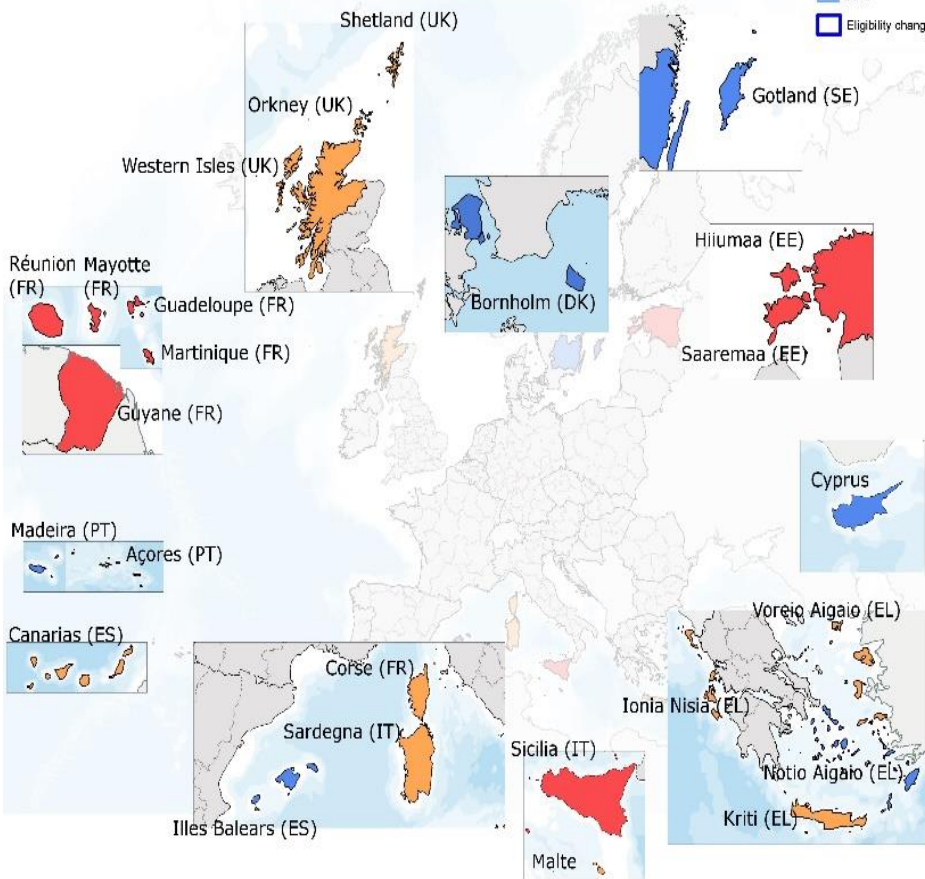 Shetland (UK)
Eligibility chang
Orkney (UK)
Gotland (SE)
Western Isles (UK)
Hiiumaa (EE)
Réunion
(FR)
Mayotte
(FR)
Guadeloupe (FR)
Bornholm (DK)
Martinique (FR)
Saaremaa (EE)
Guyane (FR)
Cyprus
Madeira (PT)
Açores (PT)
Voreio Aigaio (EL)
Canarias (ES)
Corse (FR)
Ionia Nisia (EL)
Sardegna (IT)
Sicilia (IT)
Notio Aigaio (EL)
Kriti (EL)
Illes Balears (ES)
Malte